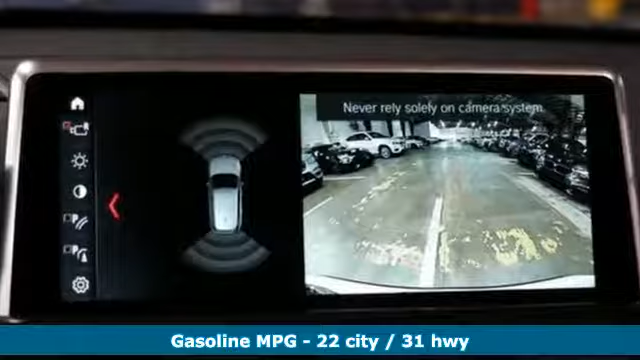 Never rely solely on camera system.
Gasoline MPG - 22 city / 31 hwy